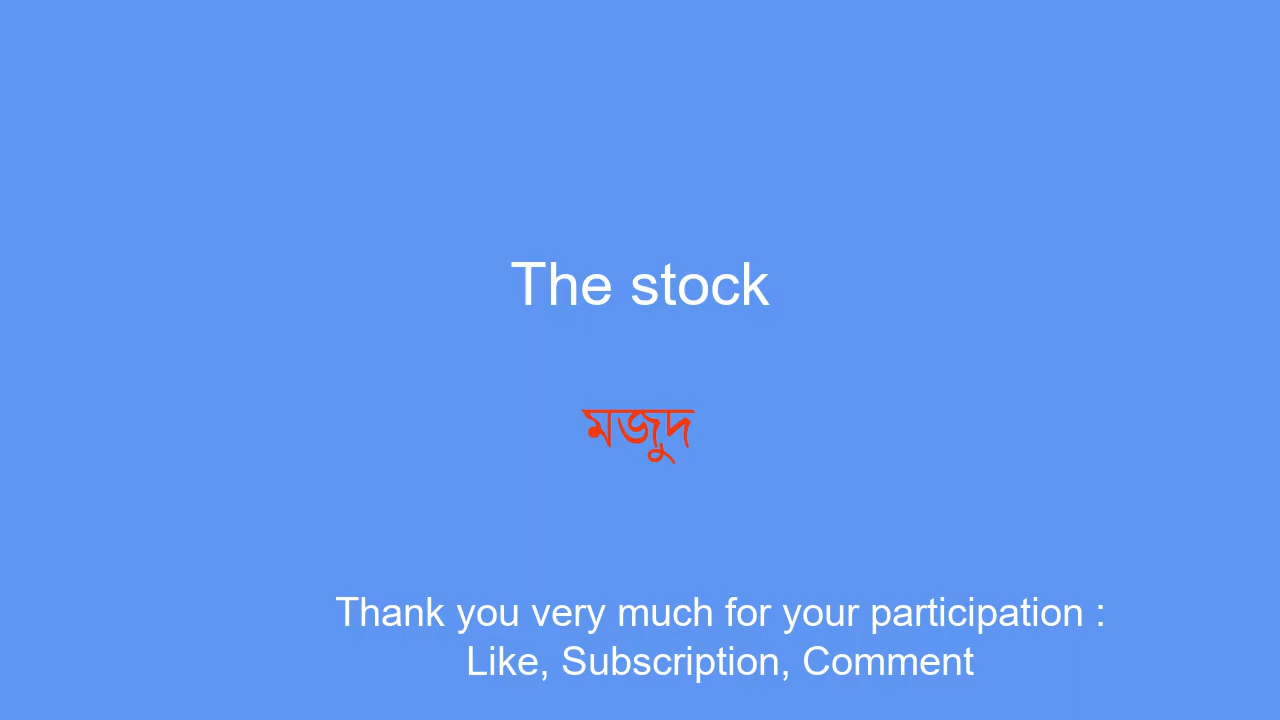 The stock
মজুদ
Thank you very much for your participation :
Like, Subscription, Comment